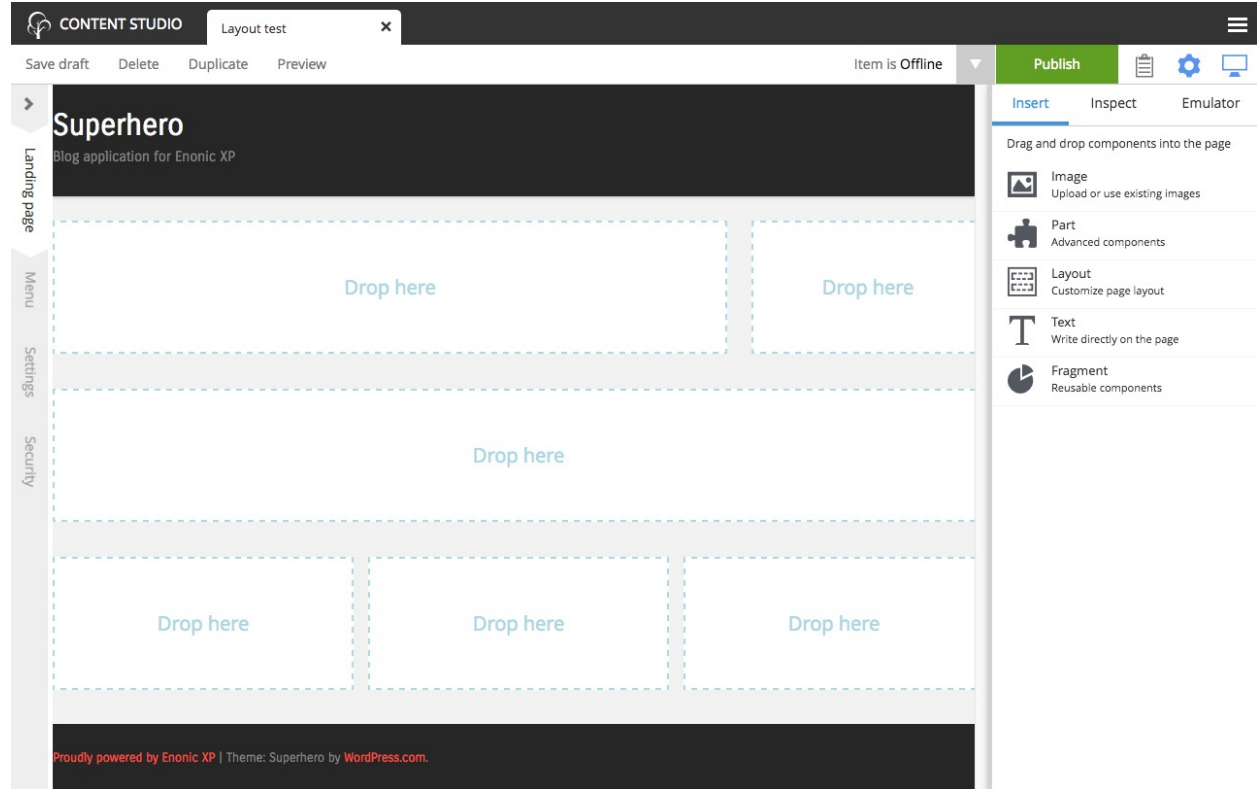 CONTENT STUDIO
Layout test
Save draft Delete Duplicate Preview Item is Offline Publish
Insert Inspect Emulator
Landing page
Menu
Settings
Security
Superhero
Blog application for Enonic XP
Drop here Drop here
Drop here
Drop here Drop here Drop here
Proudly powered by Enonic XP | Theme: Superhero by WordPress.com.
Drag and drop components into the page
Image
Upload or use existing images
Part
Advanced components
Layout
Customize page layout
Text
Write directly on the page
Fragment
Reusable components